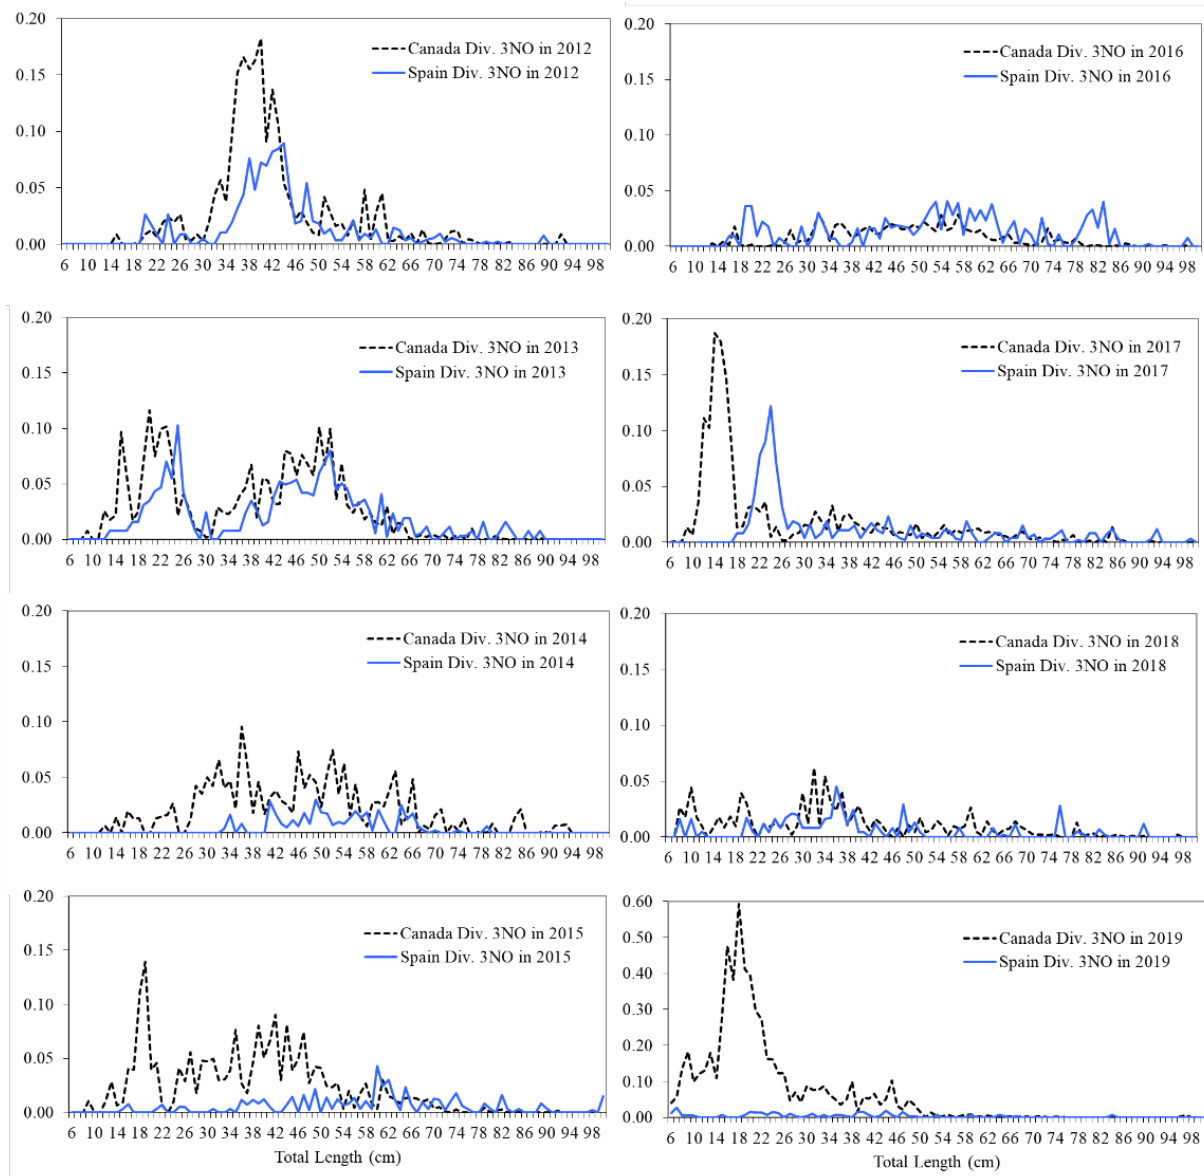 0.20
0.15
0.10
0.05
0.00
Canada Div. 3NO in 2012
Spain Div. 3NO in 2012
6 10 14 18 22 26 30 34 38 42 46 50 54 58 62 66 70 74 78 82 86 90 94 98
0.20
0.15
0.10
0.05
0.00
Canada Div. 3NO in 2013
Spain Div. 3NO in 2013
6 10 14 18 22 26 30 34 38 42 46 50 54 58 62 66 70 74 78 82 86 90 94 98
0.20
0.15
0.10
0.05
0.00
Canada Div. 3NO in 2014
Spain Div. 3NO in 2014
6 10 14 18 22 26 30 34 38 42 46 50 54 58 62 66 70 74 78 82 86 90 94 98
0.20
0.15
0.10
0.05
0.00
Canada Div. 3NO in 2015
Spain Div. 3NO in 2015
6 10 14 18 22 26 30 34 38 42 46 50 54 58 62 66 70 74 78 82 86 90 94 98
Total Length (cm)
0.20
0.15
0.10
0.05
0.00
Canada Div. 3NO in 2016
Spain Div. 3NO in 2016
6 10 14 18 22 26 30 34 38 42 46 50 54 58 62 66 70 74 78 82 86 90 94 98
0.20
0.15
0.10
0.05
0.00
Canada Div. 3NO in 2017
Spain Div. 3NO in 2017
6 10 14 18 22 26 30 34 38 42 46 50 54 58 62 66 70 74 78 82 86 90 94 98
0.20
0.15
0.10
0.05
0.00
Canada Div. 3NO in 2018
Spain Div. 3NO in 2018
6 10 14 18 22 26 30 34 38 42 46 50 54 58 62 66 70 74 78 82 86 90 94 98
0.60
0.50
0.40
0.30
0.20
0.10
0.00
Canada Div. 3NO in 2019
Spain Div. 3NO in 2019
6 10 14 18 22 26 30 34 38 42 46 50 54 58 62 66 70 74 78 82 86 90 94 98
Total Length (cm)